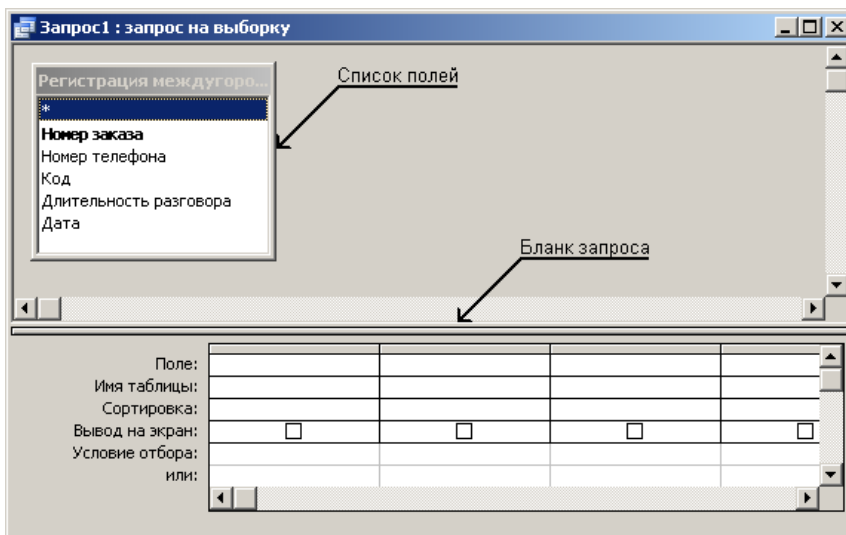 Запрос1 : запрос на выборку
Регистрация междугоро...
Список полей
*
Номер заказа
Номер телефона
Код
Длительность разговора
Дата
Бланк запроса
Поле:
Имя таблицы:
Сортировка:
Вывод на экран:
Условие отбора:
или: